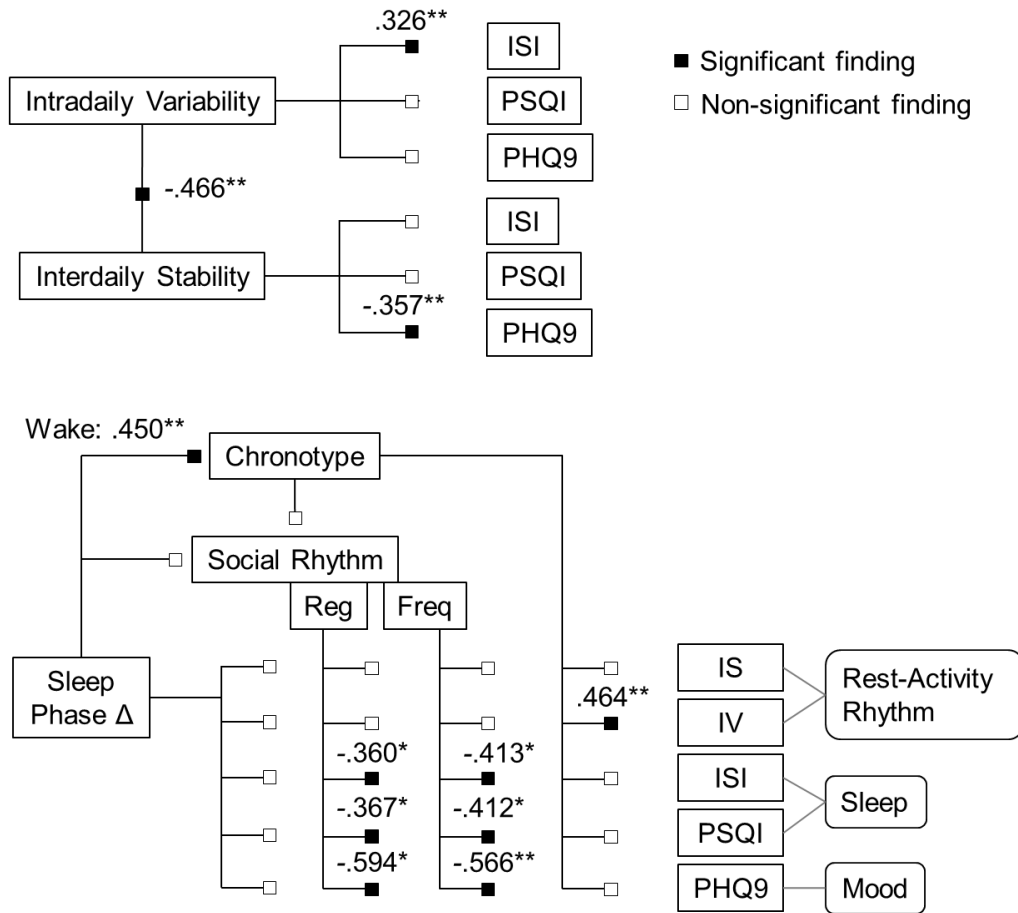 .326**
ISI
■ Significant finding
Intradaily Variability
PSQI
□ Non-significant finding
PHQ9
-.466**
ISI
Interdaily Stability
PSQI
-.357**
PHQ9
Wake: .450**
Chronotype
Social Rhythm
Reg
Freq
Sleep
Phase Δ
IS
Rest-Activity
Rhythm
.464**
IV
-.360*
-.413*
ISI
Sleep
-.367*
-.412*
PSQI
-.594*
-.566**
PHQ9
Mood